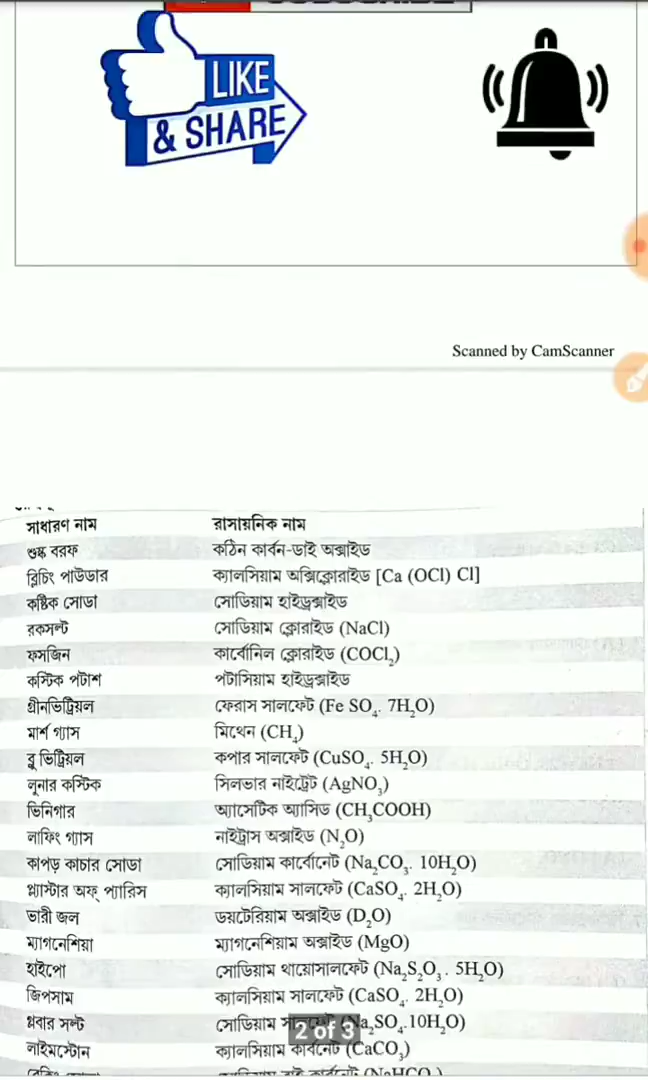 LIKE
& SHARE
Scanned by CamScanner
সাধারণ নাম রাসায়নিক নাম
শুষ্ক বরফ কঠিন কার্বন-ডাই অক্সাইড
ব্লিচিং পাউডার ক্যালসিয়াম অক্সিক্লোরাইড [Ca (OCl) Cl]
কষ্টিক সোডা সোডিয়াম হাইড্রক্সাইড
রকসল্ট সোডিয়াম ক্লোরাইড (NaCl)
ফসজিন কার্বোনিল ক্লোরাইড (COCl₂)
কস্টিক পটাশ পটাসিয়াম হাইড্রক্সাইড
গ্রীনভিট্রিয়ল ফেরাস সালফেট (Fe SO₄. 7H₂O)
মার্শ গ্যাস মিথেন (CH₄)
ব্লু ভিট্রিয়ল কপার সালফেট (CuSO₄. 5H₂O)
লূনার কস্টিক সিলভার নাইট্রেট (AgNO₃)
ভিনিগার অ্যাসেটিক অ্যাসিড (CH₃COOH)
লাফিং গ্যাস নাইট্রাস অক্সাইড (N₂O)
কাপড় কাচার সোডা সোডিয়াম কার্বোনেট (Na₂CO₃. 10H₂O)
প্ল্যাস্টার অফ্ প্যারিস ক্যালসিয়াম সালফেট (CaSO₄. 2H₂O)
ভারী জল ডয়টেরিয়াম অক্সাইড (D₂O)
ম্যাগনেশিয়া ম্যাগনেশিয়াম অক্সাইড (MgO)
হাইপো সোডিয়াম থায়োসালফেট (Na₂S₂O₃. 5H₂O)
জিপসাম ক্যালসিয়াম সালফেট (CaSO₄. 2H₂O)
গ্লবার সল্ট সোডিয়াম সালফেট (Na₂SO₄.10H₂O)
2 of 3
লাইমস্টোন ক্যালসিয়াম কার্বনেট (CaCO₃)